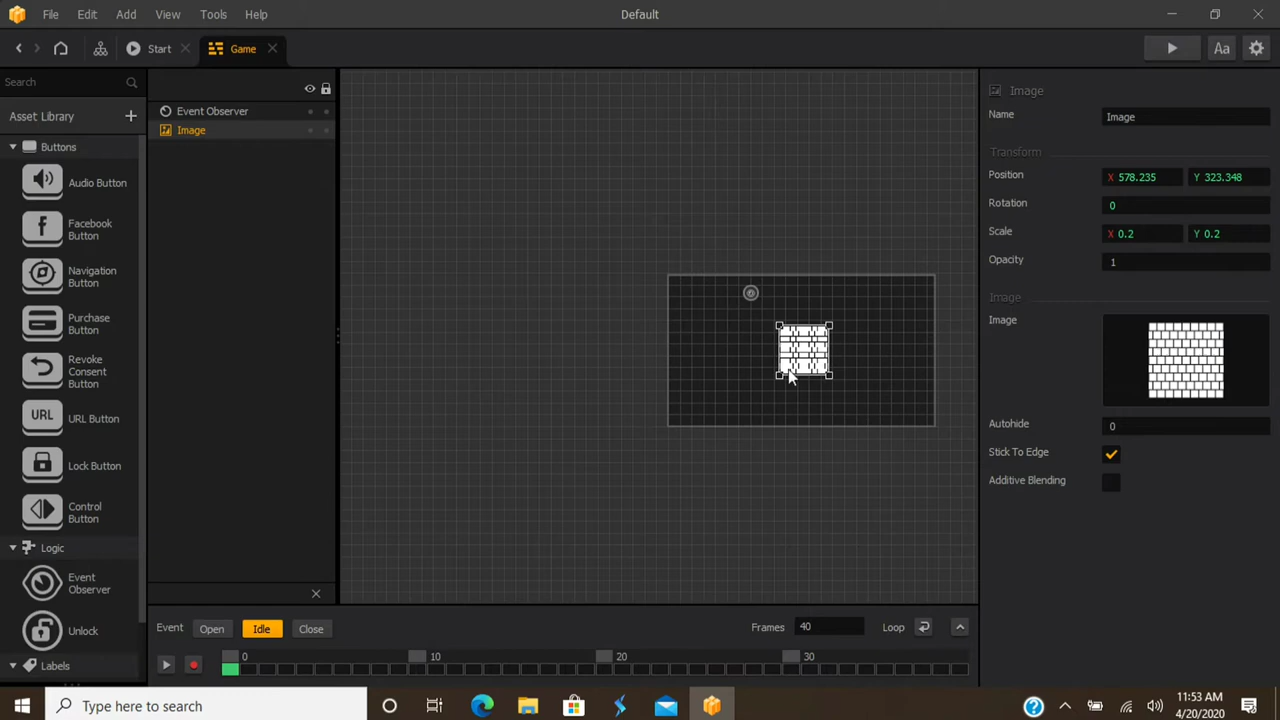 File Edit Add View Tools Help Default
Start Game Aa
Search
Asset Library +
Buttons
Audio Button
Facebook
Button
Navigation
Button
Purchase
Button
Revoke
Consent
Button
URL
URL Button
Lock Button
Control
Button
Logic
Event
Observer
Unlock
Labels
Event Observer
Image
Image
Name Image
Transform
Position X 578.235 Y 323.348
Rotation 0
Scale X 0.2 Y 0.2
Opacity 1
Image
Image
Autohide 0
Stick To Edge
Additive Blending
Event Open Idle Close Frames 40 Loop
0 10 20 30
Type here to search
11:53 AM
4/20/2020